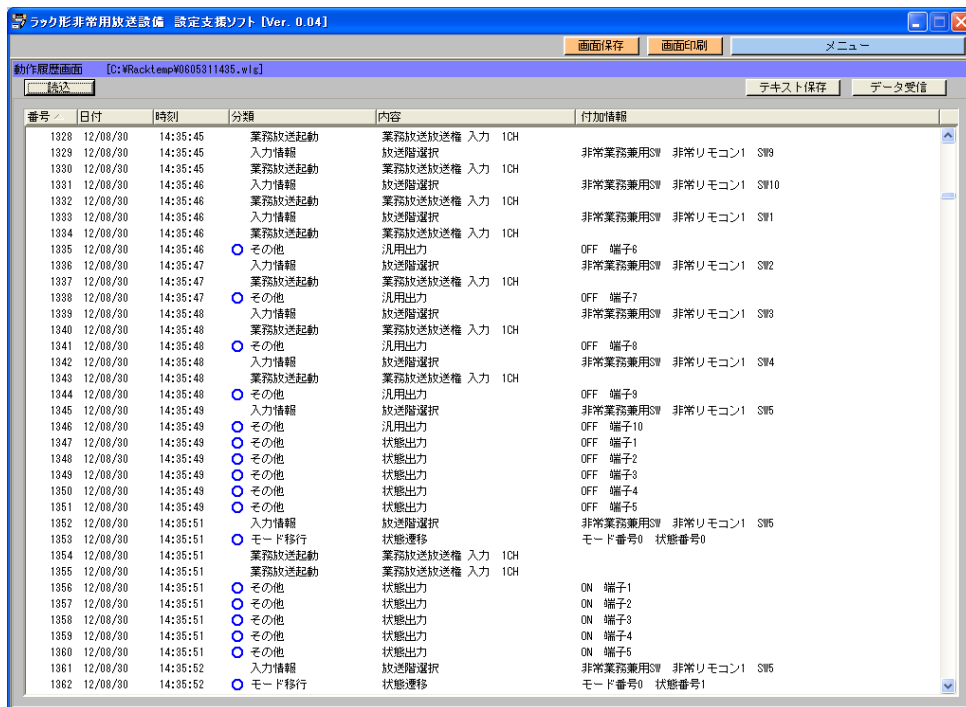 ラック形非常用放送設備 設定支援ソフト [Ver. 0.04]
画面保存 画面印刷 メニュー
動作履歴画面 [C:¥Racktemp¥0605311435.wlg]
読込 テキスト保存 データ受信
番号 日付 時刻 分類 内容 付加情報
1328 12/08/30 14:35:45 業務放送起動 業務放送放送権 入力 1CH
1329 12/08/30 14:35:45 入力情報 放送階選択 非常業務兼用SW 非常リモコン1 SW9
1330 12/08/30 14:35:45 業務放送起動 業務放送放送権 入力 1CH
1331 12/08/30 14:35:46 入力情報 放送階選択 非常業務兼用SW 非常リモコン1 SW10
1332 12/08/30 14:35:46 業務放送起動 業務放送放送権 入力 1CH
1333 12/08/30 14:35:46 入力情報 放送階選択 非常業務兼用SW 非常リモコン1 SW1
1334 12/08/30 14:35:46 業務放送起動 業務放送放送権 入力 1CH
1335 12/08/30 14:35:46 その他 汎用出力 OFF 端子6
1336 12/08/30 14:35:47 入力情報 放送階選択 非常業務兼用SW 非常リモコン1 SW2
1337 12/08/30 14:35:47 業務放送起動 業務放送放送権 入力 1CH
1338 12/08/30 14:35:47 その他 汎用出力 OFF 端子7
1339 12/08/30 14:35:48 入力情報 放送階選択 非常業務兼用SW 非常リモコン1 SW3
1340 12/08/30 14:35:48 業務放送起動 業務放送放送権 入力 1CH
1341 12/08/30 14:35:48 その他 汎用出力 OFF 端子8
1342 12/08/30 14:35:48 入力情報 放送階選択 非常業務兼用SW 非常リモコン1 SW4
1343 12/08/30 14:35:48 業務放送起動 業務放送放送権 入力 1CH
1344 12/08/30 14:35:48 その他 汎用出力 OFF 端子9
1345 12/08/30 14:35:49 入力情報 放送階選択 非常業務兼用SW 非常リモコン1 SW5
1346 12/08/30 14:35:49 その他 汎用出力 OFF 端子10
1347 12/08/30 14:35:49 その他 状態出力 OFF 端子1
1348 12/08/30 14:35:49 その他 状態出力 OFF 端子2
1349 12/08/30 14:35:49 その他 状態出力 OFF 端子3
1350 12/08/30 14:35:49 その他 状態出力 OFF 端子4
1351 12/08/30 14:35:49 その他 状態出力 OFF 端子5
1352 12/08/30 14:35:51 入力情報 放送階選択 非常業務兼用SW 非常リモコン1 SW5
1353 12/08/30 14:35:51 モード移行 状態遷移 モード番号0 状態番号0
1354 12/08/30 14:35:51 業務放送起動 業務放送放送権 入力 1CH
1355 12/08/30 14:35:51 業務放送起動 業務放送放送権 入力 1CH
1356 12/08/30 14:35:51 その他 状態出力 ON 端子1
1357 12/08/30 14:35:51 その他 状態出力 ON 端子2
1358 12/08/30 14:35:51 その他 状態出力 ON 端子3
1359 12/08/30 14:35:51 その他 状態出力 ON 端子4
1360 12/08/30 14:35:51 その他 状態出力 ON 端子5
1361 12/08/30 14:35:52 入力情報 放送階選択 非常業務兼用SW 非常リモコン1 SW5
1362 12/08/30 14:35:52 モード移行 状態遷移 モード番号0 状態番号1